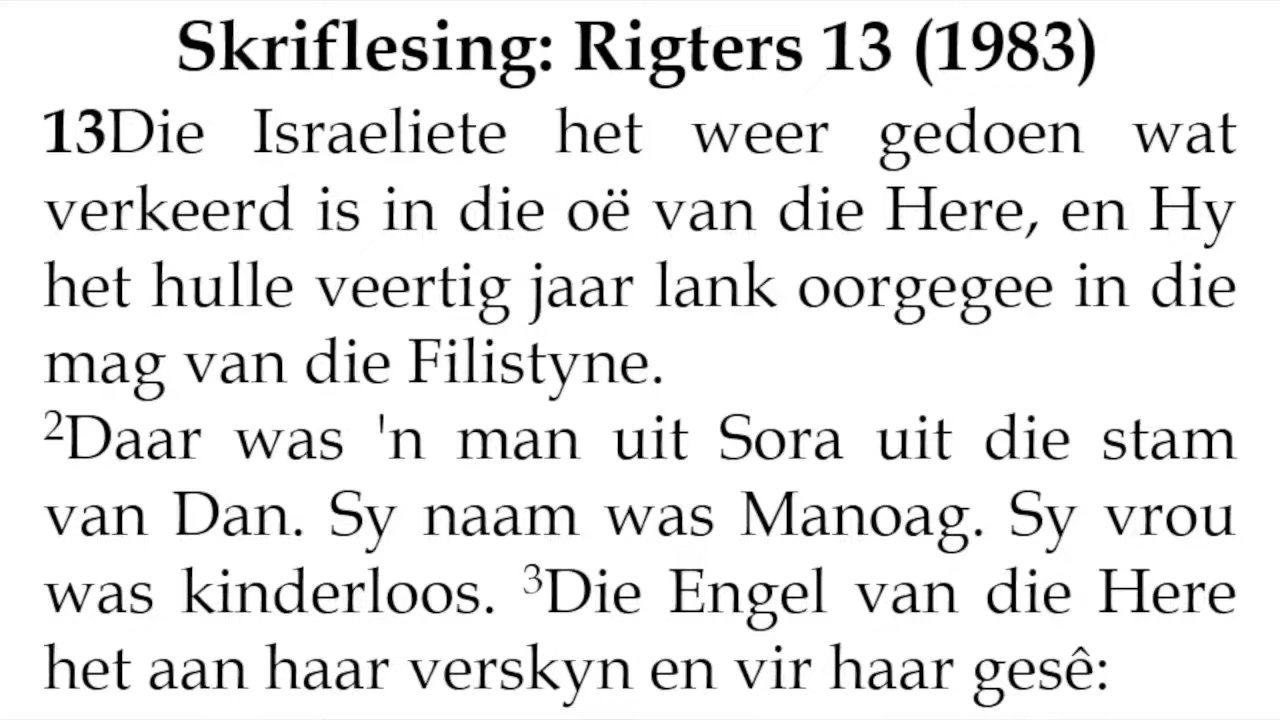 Skriflesing: Rigters 13 (1983)
13Die Israeliete het weer gedoen wat
verkeerd is in die oë van die Here, en Hy
het hulle veertig jaar lank oorgegee in die
mag van die Filistyne.
²Daar was 'n man uit Sora uit die stam
van Dan. Sy naam was Manoag. Sy vrou
was kinderloos. ³Die Engel van die Here
het aan haar verskyn en vir haar gesê: